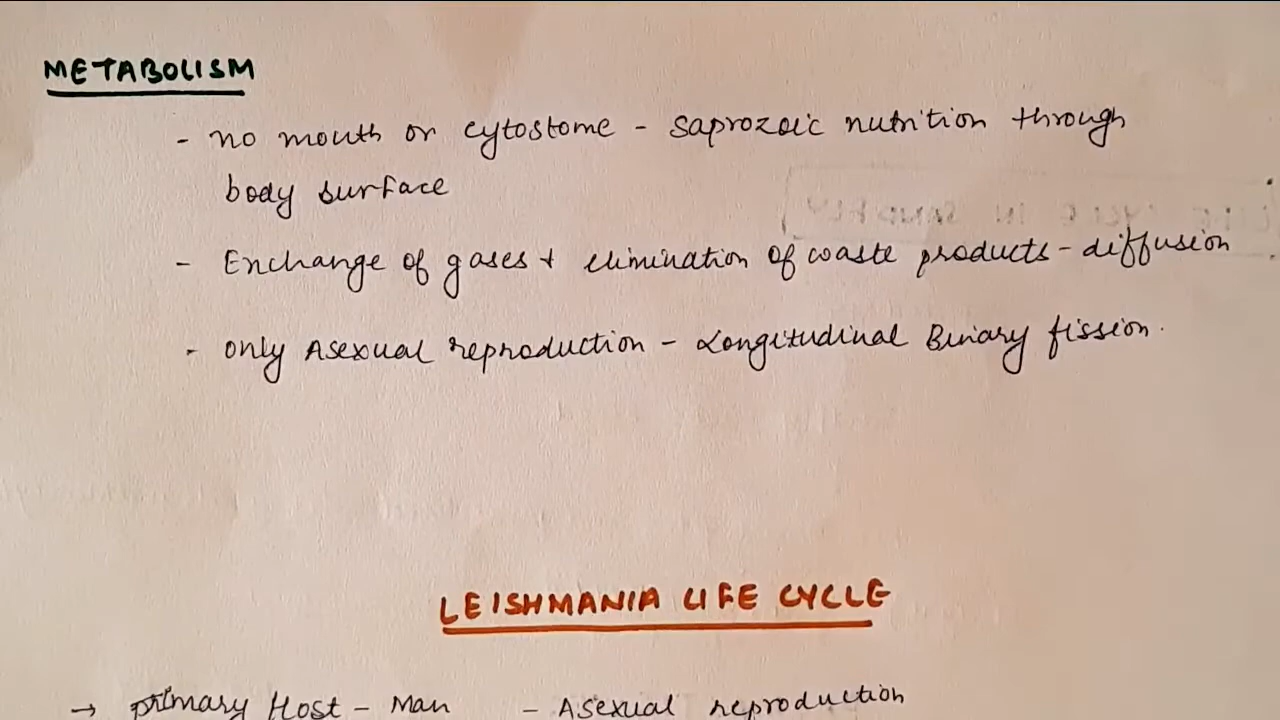 METABOLISM
- no mouth or cytostome - saprozoic nutrition through
body surface
- Exchange of gases + elimination of waste products - diffusion
- only Asexual reproduction - Longitudinal Binary fission.
LEISHMANIA LIFE CYCLE
→ primary Host - Man - Asexual reproduction